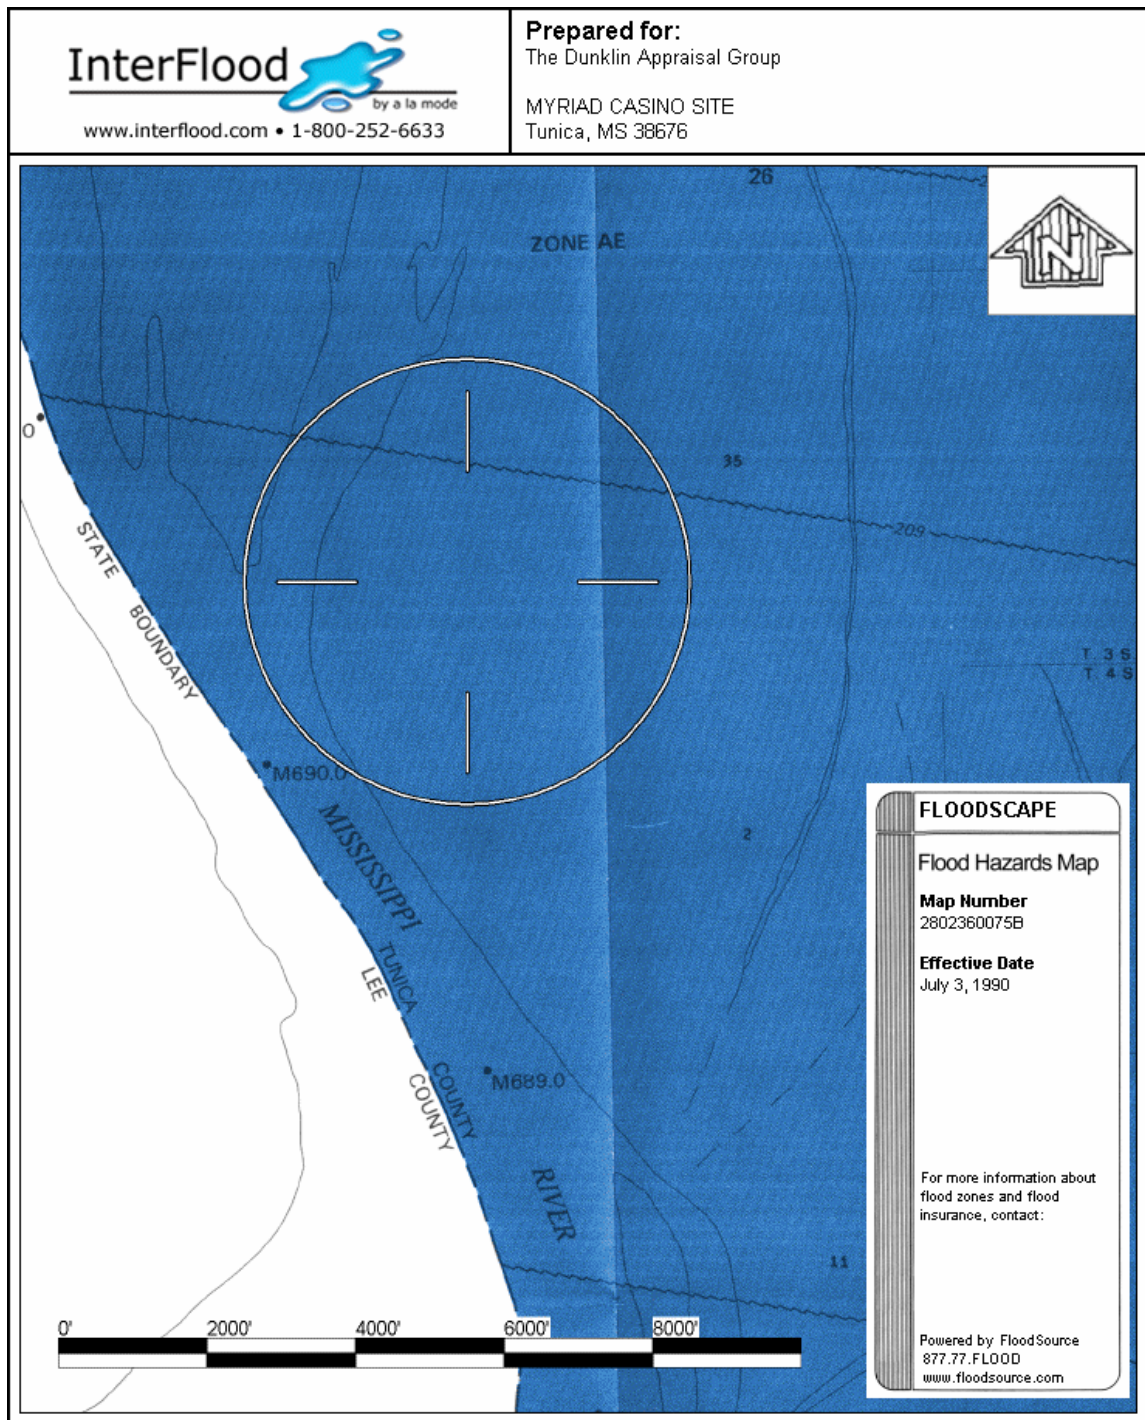 InterFlood
by a la mode
www.interflood.com • 1-800-252-6633
Prepared for:
The Dunklin Appraisal Group
MYRIAD CASINO SITE
Tunica, MS 38676
26
ZONE AE
N
0
35
209
STATE BOUNDARY
T. 3 S
T. 4 S
M690.0
MISSISSIPPI
2
TUNICA
LEE
M689.0
COUNTY
COUNTY
RIVER
11
0' 2000' 4000' 6000' 8000'
FLOODSCAPE
Flood Hazards Map
Map Number
2802360075B
Effective Date
July 3, 1990
For more information about
flood zones and flood
insurance, contact:
Powered by FloodSource
877.77.FLOOD
www.floodsource.com